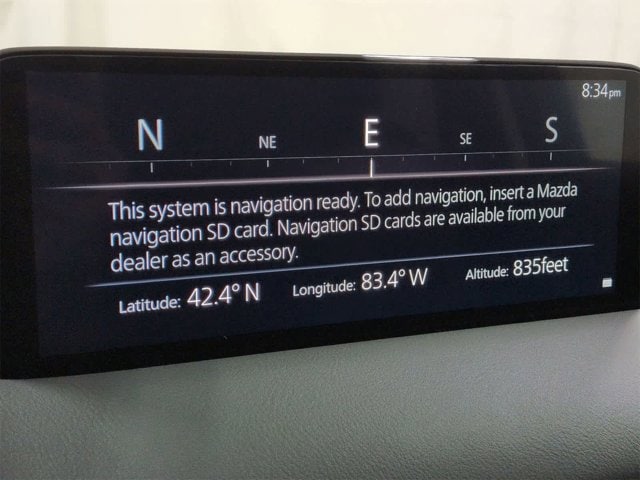 8:34pm
N NE E SE S
This system is navigation ready. To add navigation, insert a Mazda
navigation SD card. Navigation SD cards are available from your
dealer as an accessory.
Latitude: 42.4° N Longitude: 83.4° W Altitude: 835feet